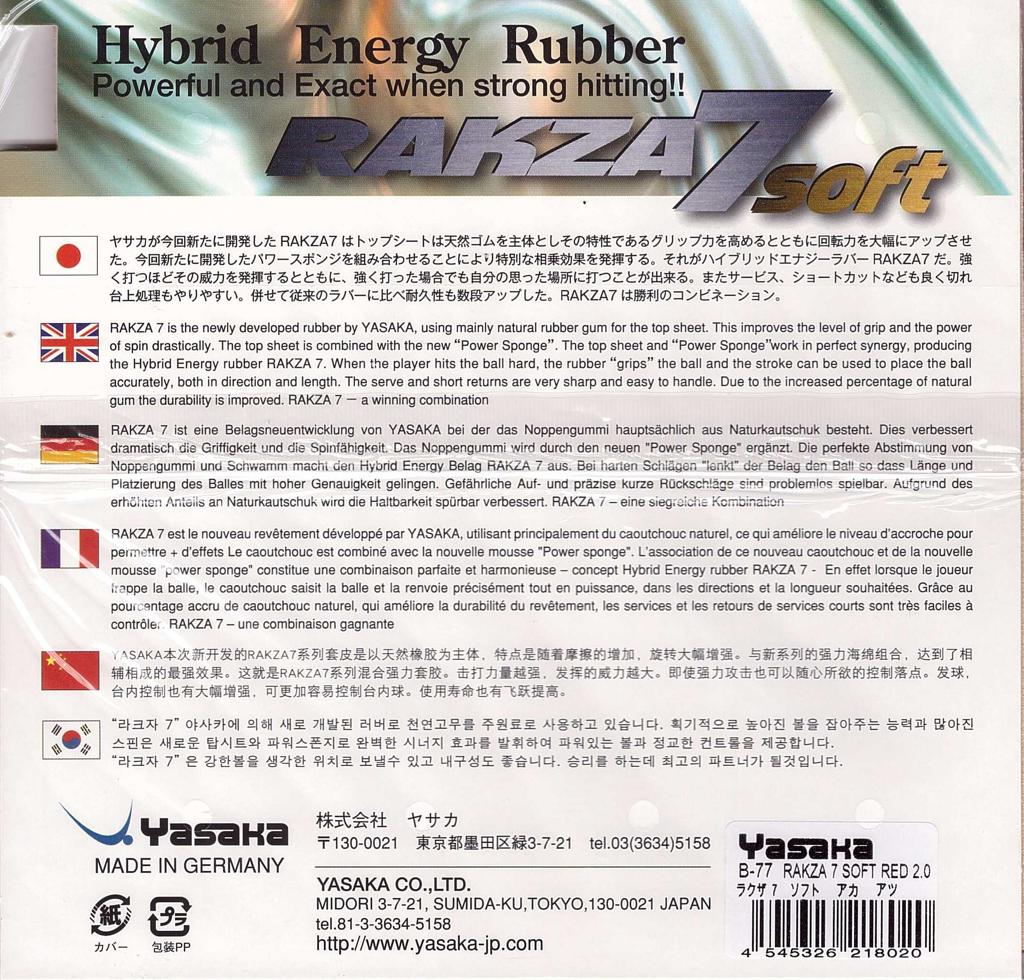 Hybrid Energy Rubber
Powerful and Exact when strong hitting!!
RAKZA7 soft
ヤサカが今回新たに開発した RAKZA7 はトップシートは天然ゴムを主体としその特性であるグリップ力を高めるとともに回転力を大幅にアップさせ
た。今回新たに開発したパワースポンジを組み合わせることにより特別な相乗効果を発揮する。それがハイブリッドエナジーラバー RAKZA7 だ。強
く打つほどその威力を発揮するとともに、強く打った場合でも自分の思った場所に打つことが出来る。またサービス、ショートカットなども良く切れ
台上処理もやりやすい。併せて従来のラバーに比べ耐久性も数段アップした。RAKZA7 は勝利のコンビネーション。
RAKZA 7 is the newly developed rubber by YASAKA, using mainly natural rubber gum for the top sheet. This improves the level of grip and the power
of spin drastically. The top sheet is combined with the new “Power Sponge”. The top sheet and “Power Sponge”work in perfect synergy, producing
the Hybrid Energy rubber RAKZA 7. When the player hits the ball hard, the rubber “grips” the ball and the stroke can be used to place the ball
accurately, both in direction and length. The serve and short returns are very sharp and easy to handle. Due to the increased percentage of natural
gum the durability is improved. RAKZA 7 — a winning combination
RAKZA 7 ist eine Belagsneuentwicklung von YASAKA bei der das Noppengummi hauptsächlich aus Naturkautschuk besteht. Dies verbessert
dramatisch die Griffigkeit und die Spinfähigkeit. Das Noppengummi wird durch den neuen "Power Sponge" ergänzt. Die perfekte Abstimmung von
Noppengummi und Schwamm macht den Hybrid Energy Belag RAKZA 7 aus. Bei harten Schlägen "lenkt" der Belag den Ball so dass Länge und
Platzierung des Balles mit hoher Genauigkeit gelingen. Gefährliche Auf- und präzise kurze Rückschläge sind problemlos spielbar. Aufgrund des
erhöhten Anteils an Naturkautschuk wird die Haltbarkeit spürbar verbessert. RAKZA 7 – eine siegreiche Kombination
RAKZA 7 est le nouveau revêtement développé par YASAKA, utilisant principalement du caoutchouc naturel, ce qui améliore le niveau d'accroche pour
permettre + d'effets Le caoutchouc est combiné avec la nouvelle mousse "Power sponge". L'association de ce nouveau caoutchouc et de la nouvelle
mousse "power sponge" constitue une combinaison parfaite et harmonieuse – concept Hybrid Energy rubber RAKZA 7 - En effet lorsque le joueur
frappe la balle, le caoutchouc saisit la balle et la renvoie précisément tout en puissance, dans les directions et la longueur souhaitées. Grâce au
pourcentage accru de caoutchouc naturel, qui améliore la durabilité du revêtement, les services et les retours de services courts sont très faciles à
contrôler. RAKZA 7 – une combinaison gagnante
YASAKA本次新开发的RAKZA7系列套皮是以天然橡胶为主体，特点是随着摩擦的增加，旋转大幅增强。与新系列的强力海绵组合，达到了相
辅相成的最强效果。这就是RAKZA7系列混合强力套胶。击打力量越强，发挥的威力越大。即使强力攻击也可以随心所欲的控制落点。发球，
台内控制也有大幅增强，可更加容易控制台内球。使用寿命也有飞跃提高。
“라크자 7” 야사카에 의해 새로 개발된 러버로 천연고무를 주원료로 사용하고 있습니다. 획기적으로 높아진 볼을 잡아주는 능력과 많아진
스핀은 새로운 탑시트와 파워스폰지로 완벽한 시너지 효과를 발휘하여 파워있는 볼과 정교한 컨트롤을 제공합니다.
“라크자 7” 은 강한볼을 생각한 위치로 보낼수 있고 내구성도 좋습니다. 승리를 하는데 최고의 파트너가 될것입니다.
Yasaka
MADE IN GERMANY
紙
カバー
プラ
包装PP
株式会社 ヤサカ
〒130-0021 東京都墨田区緑3-7-21 tel.03(3634)5158
YASAKA CO.,LTD.
MIDORI 3-7-21, SUMIDA-KU,TOKYO,130-0021 JAPAN
tel.81-3-3634-5158
http://www.yasaka-jp.com
Yasaka
B-77 RAKZA 7 SOFT RED 2.0
ラクザ 7 ソフト アカ アツ
4 545326 218020